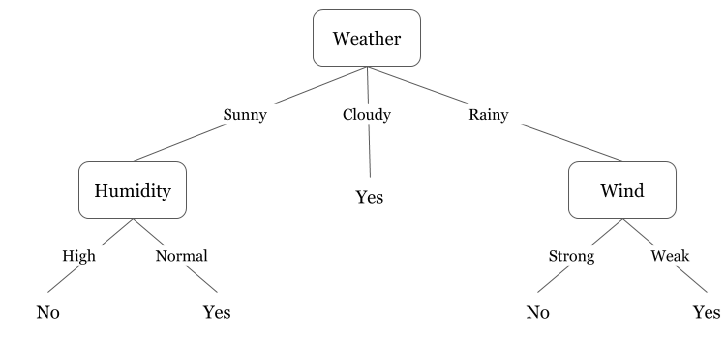 Weather
Sunny
Cloudy
Rainy
Humidity
Yes
Wind
High
Normal
Strong
Weak
No
Yes
No
Yes